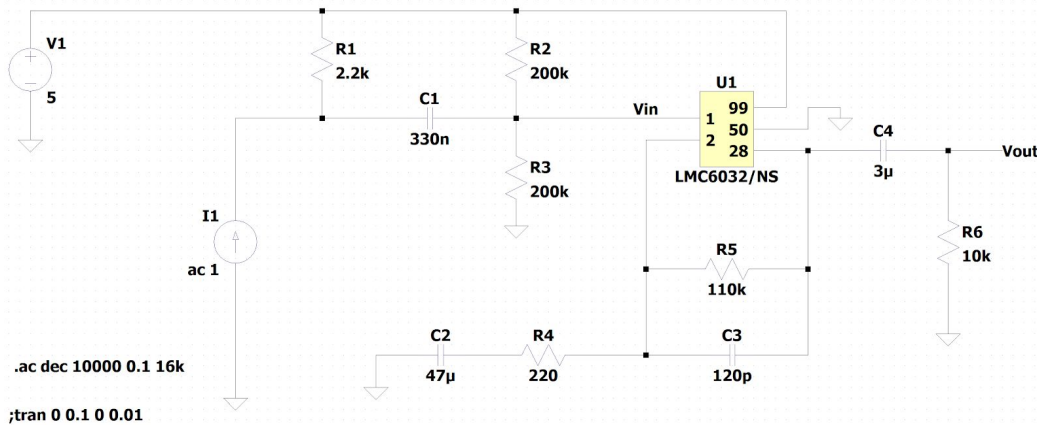 V1
5
R1
2.2k
R2
200k
C1
330n
Vin
U1
1
2
99
50
28
LMC6032/NS
C4
3µ
Vout
R3
200k
I1
ac 1
R6
10k
R5
110k
C2
47µ
R4
220
C3
120p
.ac dec 10000 0.1 16k
;tran 0 0.1 0 0.01